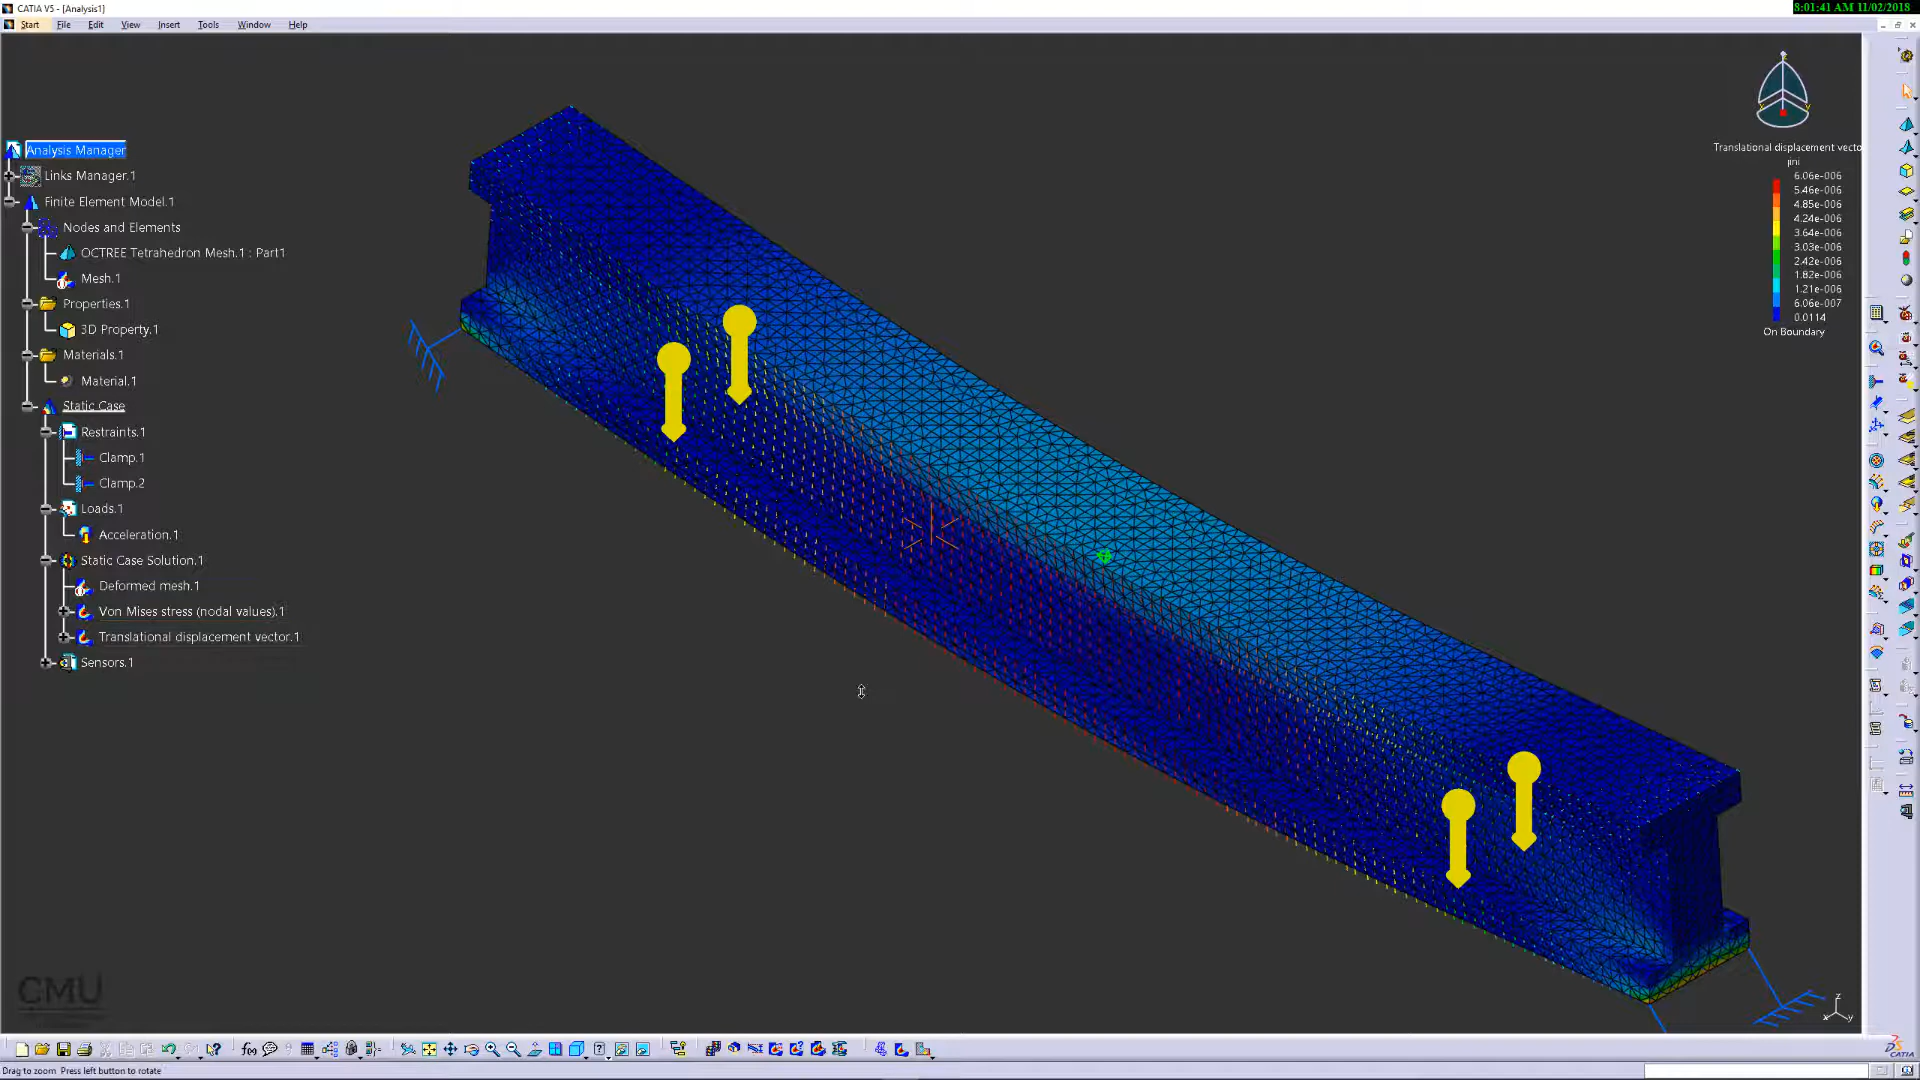 CATIA V5 - [Analysis1]
8:01:41 AM 11/02/2018
Start File Edit View Insert Tools Window Help
Analysis Manager
Links Manager.1
Finite Element Model.1
Nodes and Elements
OCTREE Tetrahedron Mesh.1 : Part1
Mesh.1
Properties.1
3D Property.1
Materials.1
Material.1
Static Case
Restraints.1
Clamp.1
Clamp.2
Loads.1
Acceleration.1
Static Case Solution.1
Deformed mesh.1
Von Mises stress (nodal values).1
Translational displacement vector.1
Sensors.1
Translational displacement vecto
6.06e-006
5.46e-006
4.85e-006
4.24e-006
3.64e-006
3.03e-006
2.42e-006
1.82e-006
1.21e-006
6.06e-007
0.0114
On Boundary
z
x y
CMU
CATIA
Drag to zoom Press left button to rotate